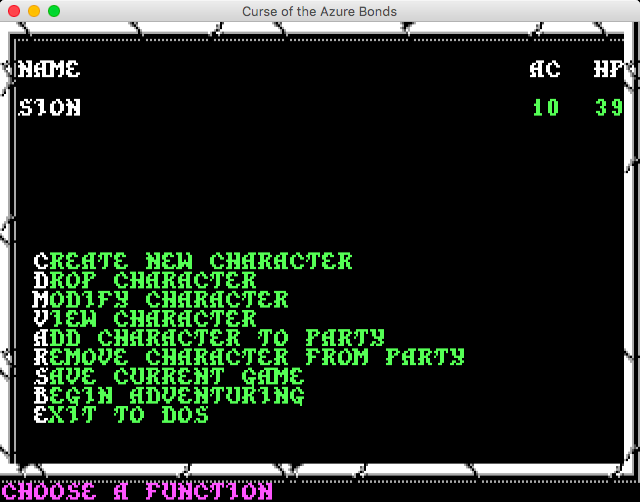 Curse of the Azure Bonds
NAME AC HP
SION 10 39
CREATE NEW CHARACTER
DROP CHARACTER
MODIFY CHARACTER
VIEW CHARACTER
ADD CHARACTER TO PARTY
REMOVE CHARACTER FROM PARTY
SAVE CURRENT GAME
BEGIN ADVENTURING
EXIT TO DOS
CHOOSE A FUNCTION